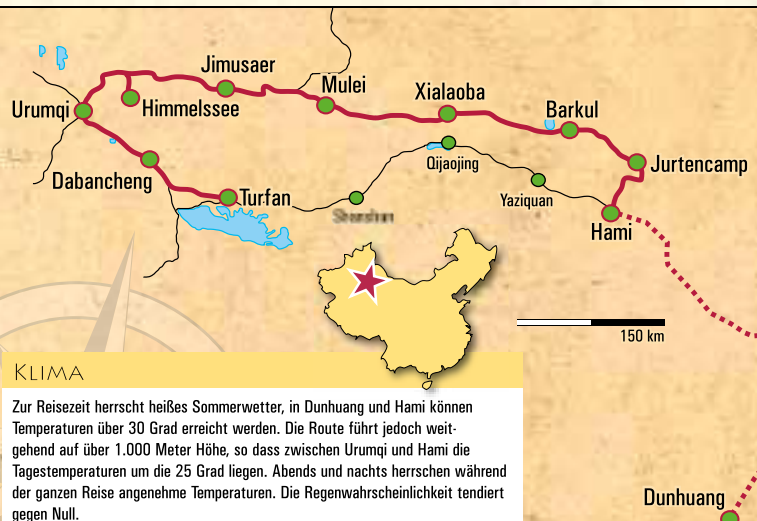 Jimusaer
Mulei
Xialaoba
Barkul
Urumqi
Himmelssee
Qijaojing
Jurtencamp
Dabancheng
Turfan
Yaziquan
Hami
150 km
KLIMA
Zur Reisezeit herrscht heißes Sommerwetter, in Dunhuang und Hami können
Temperaturen über 30 Grad erreicht werden. Die Route führt jedoch weit-
gehend auf über 1.000 Meter Höhe, so dass zwischen Urumqi und Hami die
Tagestemperaturen um die 25 Grad liegen. Abends und nachts herrschen während
der ganzen Reise angenehme Temperaturen. Die Regenwahrscheinlichkeit tendiert
gegen Null.
Dunhuang